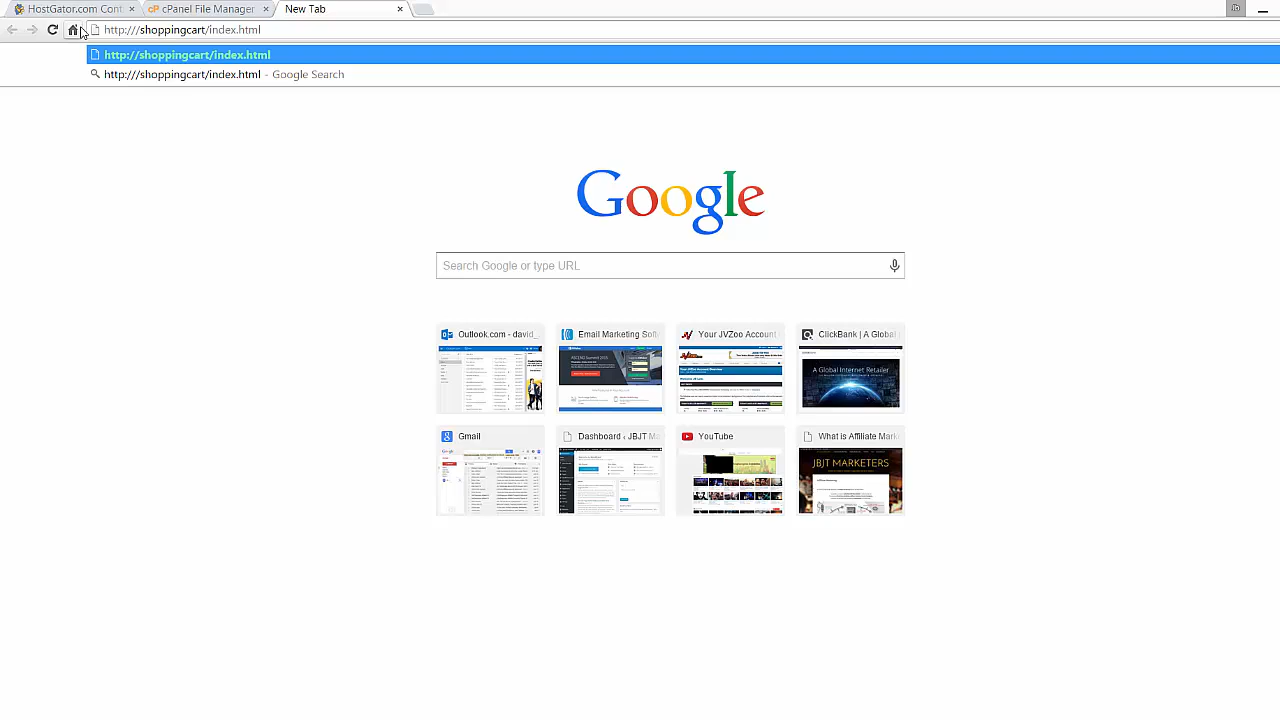 HostGator.com Cont
cPanel File Manager
New Tab
http:///shoppingcart/index.html
http:///shoppingcart/index.html
http:///shoppingcart/index.html - Google Search
Google
Search Google or type URL
Outlook.com - david_
Email Marketing Soft
Your JVZoo Account
ClickBank | A Global
A Global Internet Retailer
Gmail
Dashboard ‹ JBJT Ma
YouTube
What is Affiliate Mark
JBJT MARKETERS